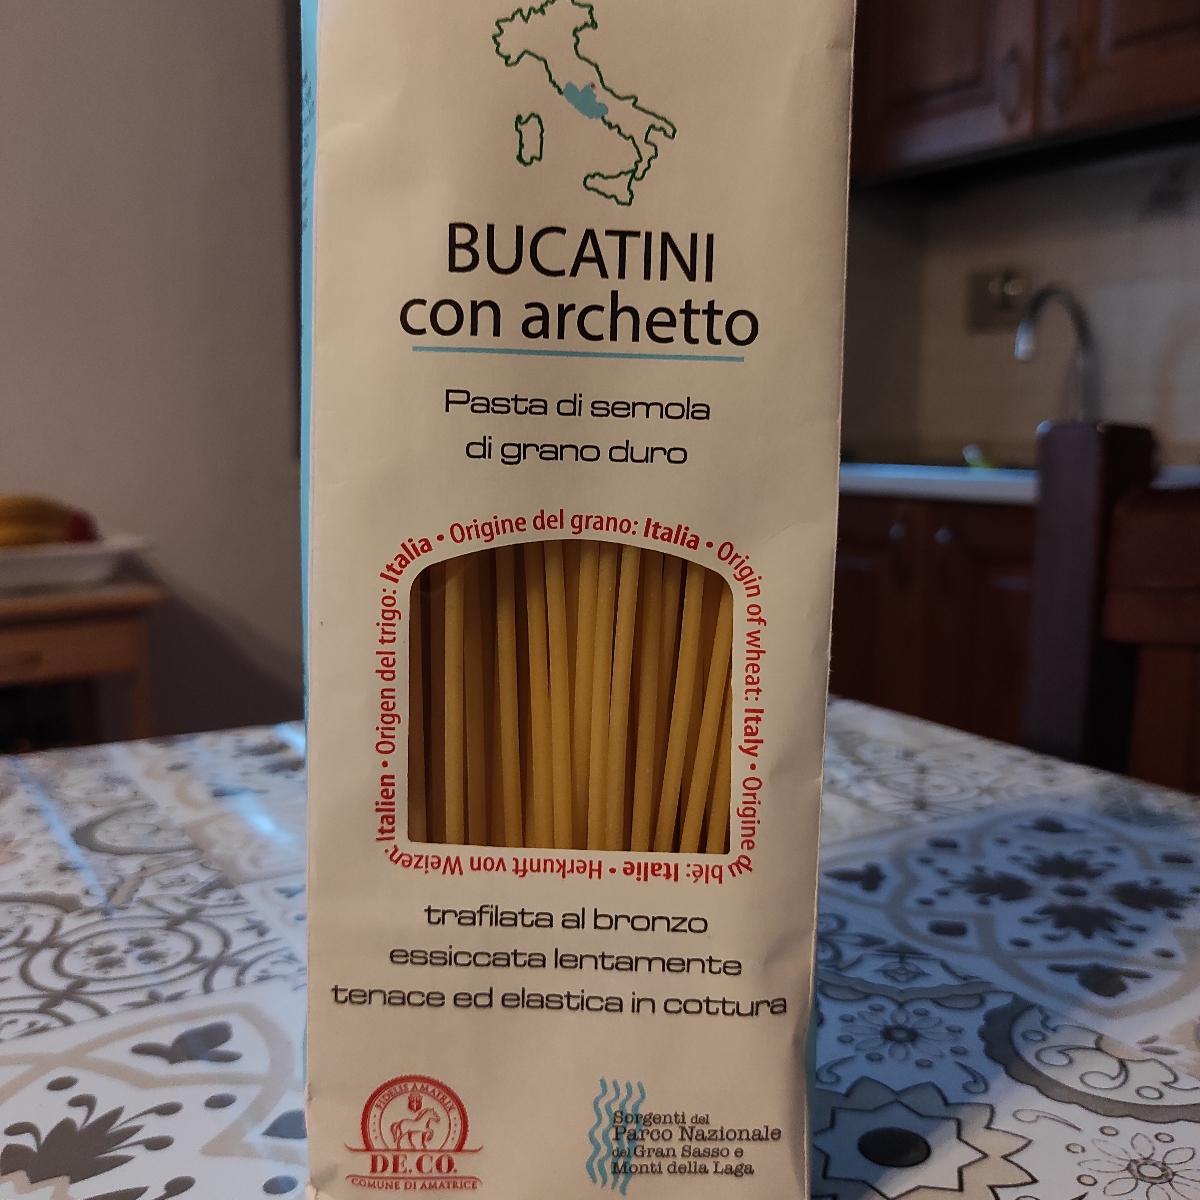 BUCATINI
con archetto
Pasta di semola
di grano duro
Origine del grano: Italia • Origin of wheat: Italy • Origine du blé: Italie • Herkunft von Weizen: Italien • Origen del trigo: Italia •
trafilata al bronzo
essiccata lentamente
tenace ed elastica in cottura
FIDELIS AMATRIX
DE.CO.
COMUNE DI AMATRICE
Sorgenti del
Parco Nazionale
del Gran Sasso e
Monti della Laga